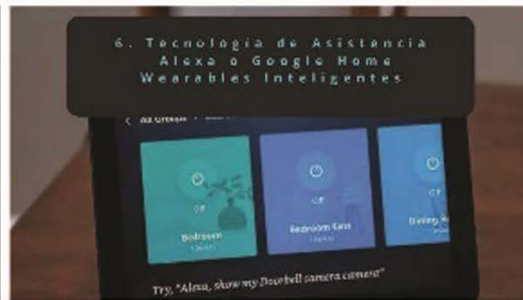 6. Tecnología de Asistencia
Alexa o Google Home
Wearables Inteligentes
Off
Off
Off
Bedroom
Bedroom fans
Dining
Try, "Alexa, show my Doorbell camera camera"